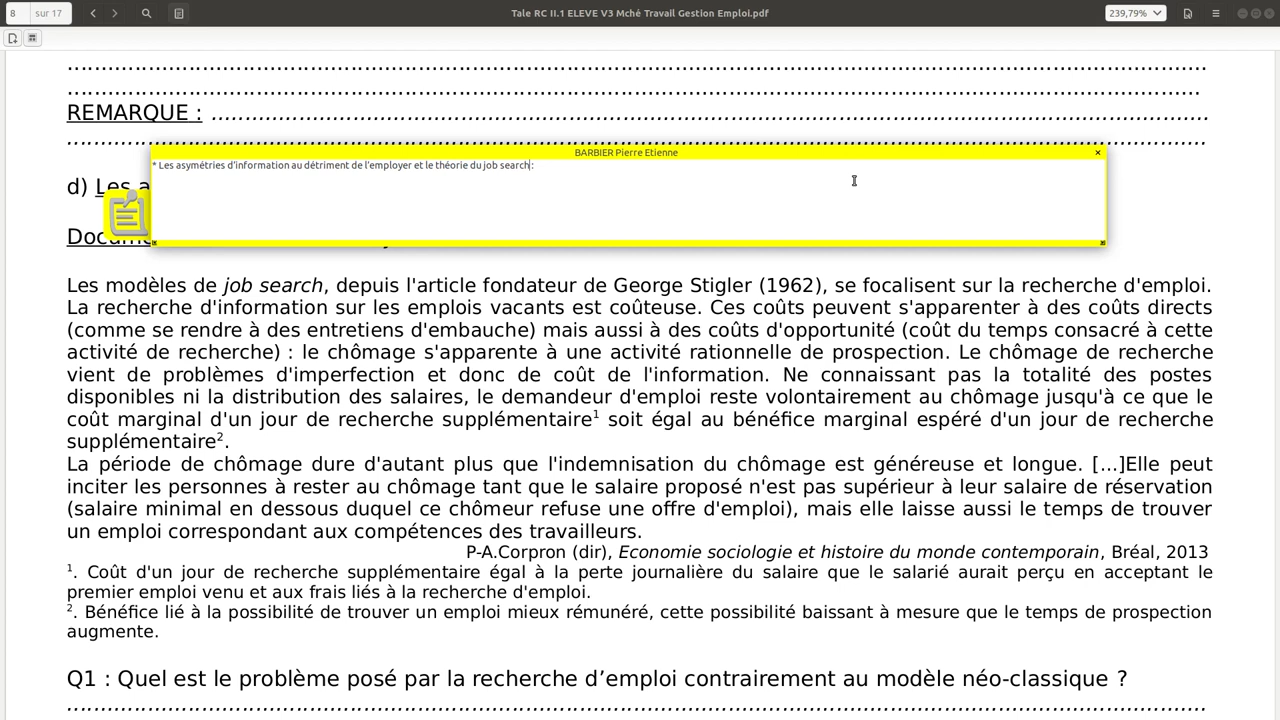 8 sur 17
Tale RC II.1 ELEVE V3 Mché Travail Gestion Emploi.pdf
239,79%
REMARQUE :
BARBIER Pierre Etienne
* Les asymétries d'information au détriment de l'employer et le théorie du job search:
d) Les a
Docume
Les modèles de job search, depuis l'article fondateur de George Stigler (1962), se focalisent sur la recherche d'emploi.
La recherche d'information sur les emplois vacants est coûteuse. Ces coûts peuvent s'apparenter à des coûts directs
(comme se rendre à des entretiens d'embauche) mais aussi à des coûts d'opportunité (coût du temps consacré à cette
activité de recherche) : le chômage s'apparente à une activité rationnelle de prospection. Le chômage de recherche
vient de problèmes d'imperfection et donc de coût de l'information. Ne connaissant pas la totalité des postes
disponibles ni la distribution des salaires, le demandeur d'emploi reste volontairement au chômage jusqu'à ce que le
coût marginal d'un jour de recherche supplémentaire1 soit égal au bénéfice marginal espéré d'un jour de recherche
supplémentaire2.
La période de chômage dure d'autant plus que l'indemnisation du chômage est généreuse et longue. [...]Elle peut
inciter les personnes à rester au chômage tant que le salaire proposé n'est pas supérieur à leur salaire de réservation
(salaire minimal en dessous duquel ce chômeur refuse une offre d'emploi), mais elle laisse aussi le temps de trouver
un emploi correspondant aux compétences des travailleurs.
P-A.Corpron (dir), Economie sociologie et histoire du monde contemporain, Bréal, 2013
1. Coût d'un jour de recherche supplémentaire égal à la perte journalière du salaire que le salarié aurait perçu en acceptant le
premier emploi venu et aux frais liés à la recherche d'emploi.
2. Bénéfice lié à la possibilité de trouver un emploi mieux rémunéré, cette possibilité baissant à mesure que le temps de prospection
augmente.
Q1 : Quel est le problème posé par la recherche d’emploi contrairement au modèle néo-classique ?